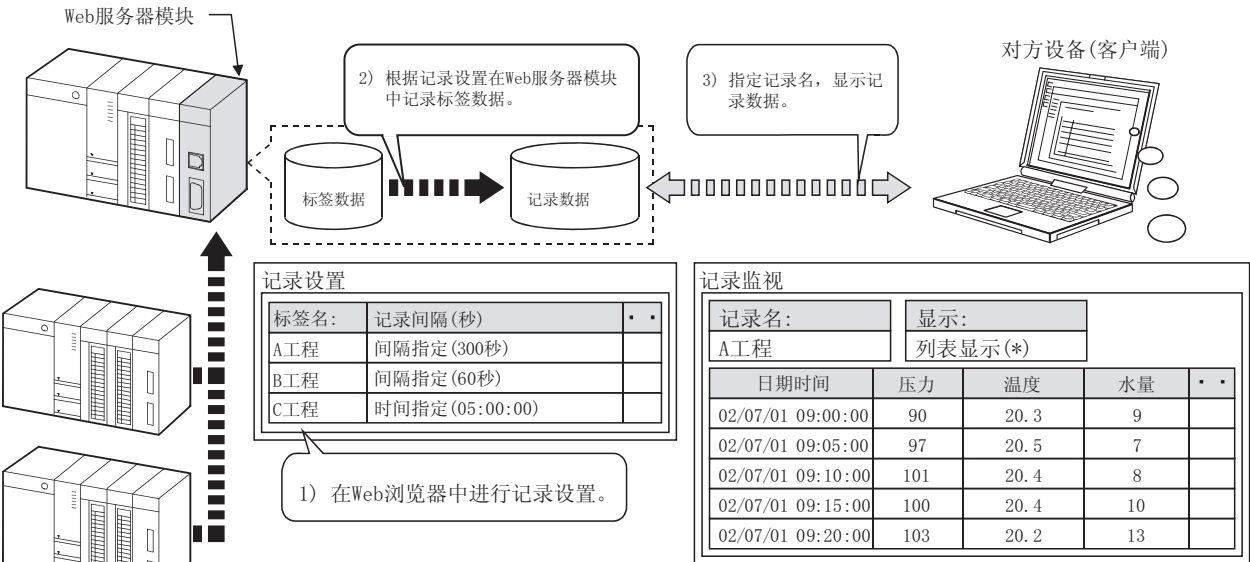 Web服务器模块
2) 根据记录设置在Web服务器模块
中记录标签数据。
3) 指定记录名, 显示记
录数据。
对方设备(客户端)
标签数据
记录数据
记录设置
标签名: 记录间隔(秒) ・・
A工程 间隔指定(300秒)
B工程 间隔指定(60秒)
C工程 时间指定(05:00:00)
1) 在Web浏览器中进行记录设置。
记录监视
记录名: 显示:
A工程 列表显示(*)
日期时间 压力 温度 水量 ・・
02/07/01 09:00:00 90 20.3 9
02/07/01 09:05:00 97 20.5 7
02/07/01 09:10:00 101 20.4 8
02/07/01 09:15:00 100 20.4 10
02/07/01 09:20:00 103 20.2 13